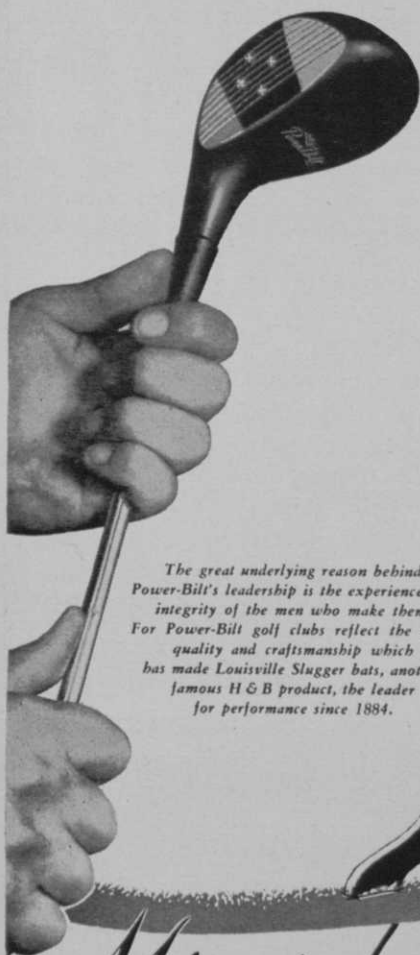 Power Bilt
The great underlying reason behind
Power-Bilt's leadership is the experience
integrity of the men who make them
For Power-Bilt golf clubs reflect the
quality and craftsmanship which
has made Louisville Slugger bats,
famous H & B product, the leader
for performance since 1884.